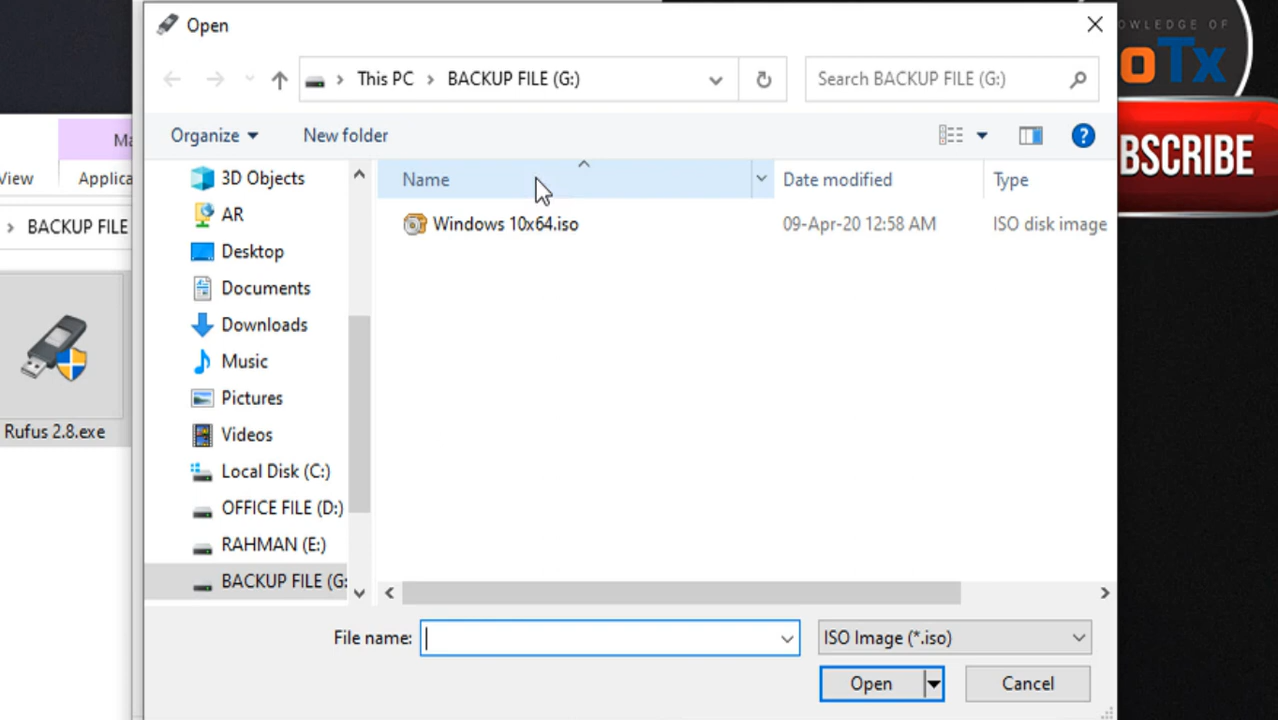 Open
OWLEDGE OF
oTx
BSCRIBE
This PC > BACKUP FILE (G:)
Search BACKUP FILE (G:)
Organize
New folder
Ma
View
Applica
> BACKUP FILE
Rufus 2.8.exe
3D Objects
AR
Desktop
Documents
Downloads
Music
Pictures
Videos
Local Disk (C:)
OFFICE FILE (D:)
RAHMAN (E:)
BACKUP FILE (G:
Name
Date modified
Type
Windows 10x64.iso
09-Apr-20 12:58 AM
ISO disk image
File name:
ISO Image (*.iso)
Open
Cancel